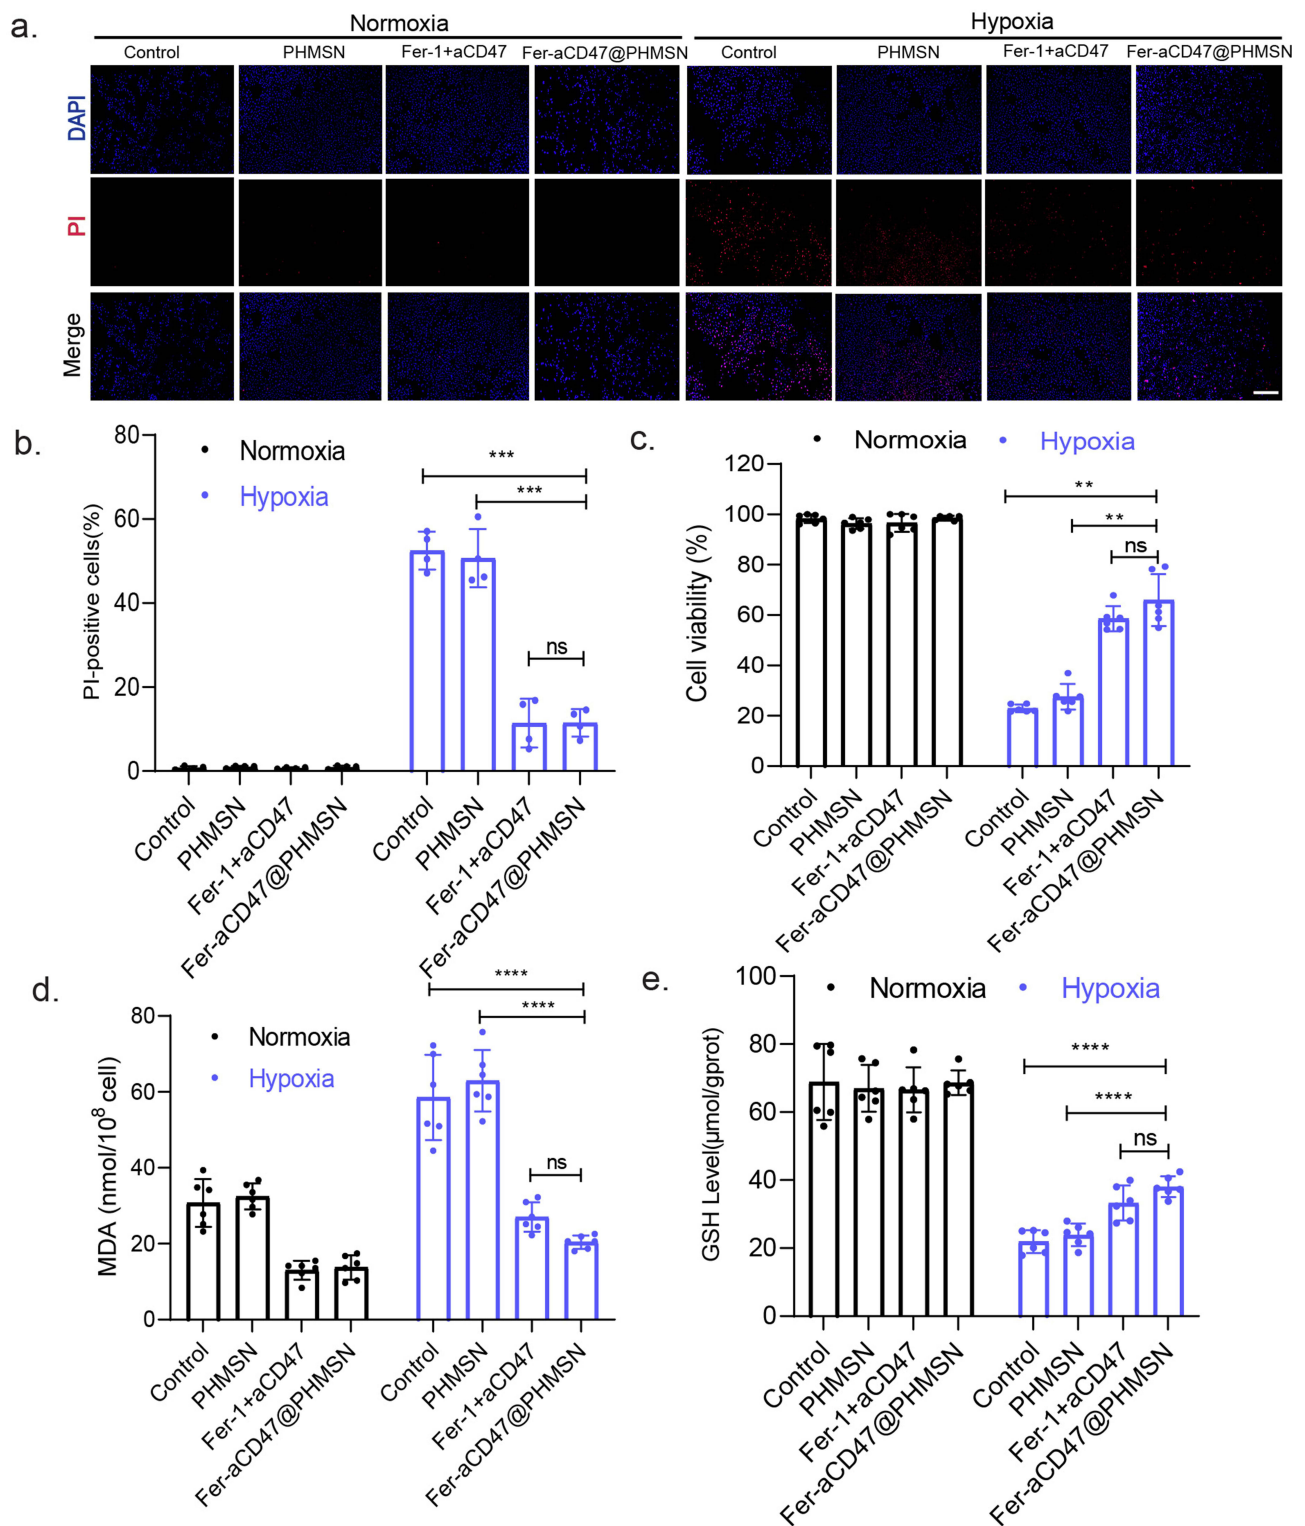 a.
Normoxia
Hypoxia
Control
PHMSN
Fer-1+aCD47
Fer-aCD47@PHMSN
Control
PHMSN
Fer-1+aCD47
Fer-aCD47@PHMSN
DAPI
PI
Merge
b.
Normoxia
Hypoxia
PI-positive cells(%)
80
60
40
20
0
***
***
ns
Control
PHMSN
Fer-1+aCD47
Fer-aCD47@PHMSN
Control
PHMSN
Fer-1+aCD47
Fer-aCD47@PHMSN
c.
Normoxia
Hypoxia
Cell viability (%)
120
100
80
60
40
20
0
**
**
ns
Control
PHMSN
Fer-1+aCD47
Fer-aCD47@PHMSN
Control
PHMSN
Fer-1+aCD47
Fer-aCD47@PHMSN
d.
Normoxia
Hypoxia
MDA (nmol/10⁸ cell)
80
60
40
20
0
****
****
ns
Control
PHMSN
Fer-1+aCD47
Fer-aCD47@PHMSN
Control
PHMSN
Fer-1+aCD47
Fer-aCD47@PHMSN
e.
Normoxia
Hypoxia
GSH Level(μmol/gprot)
100
80
60
40
20
0
****
****
ns
Control
PHMSN
Fer-1+aCD47
Fer-aCD47@PHMSN
Control
PHMSN
Fer-1+aCD47
Fer-aCD47@PHMSN